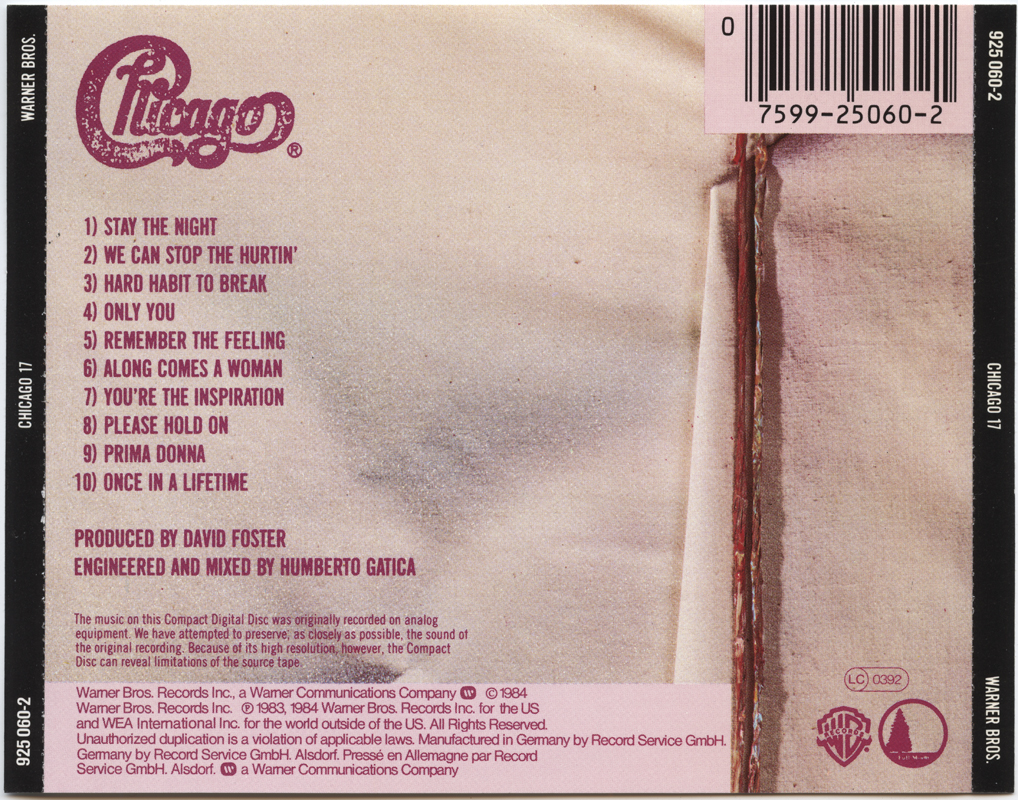 WARNER BROS.
CHICAGO 17
925 060-2
Chicago®
1) STAY THE NIGHT
2) WE CAN STOP THE HURTIN'
3) HARD HABIT TO BREAK
4) ONLY YOU
5) REMEMBER THE FEELING
6) ALONG COMES A WOMAN
7) YOU'RE THE INSPIRATION
8) PLEASE HOLD ON
9) PRIMA DONNA
10) ONCE IN A LIFETIME
PRODUCED BY DAVID FOSTER
ENGINEERED AND MIXED BY HUMBERTO GATICA
The music on this Compact Digital Disc was originally recorded on analog
equipment. We have attempted to preserve, as closely as possible, the sound of
the original recording. Because of its high resolution, however, the Compact
Disc can reveal limitations of the source tape.
Warner Bros. Records Inc., a Warner Communications Company © 1984
Warner Bros. Records Inc. ℗ 1983, 1984 Warner Bros. Records Inc. for the US
and WEA International Inc. for the world outside of the US. All Rights Reserved.
Unauthorized duplication is a violation of applicable laws. Manufactured in Germany by Record Service GmbH.
Germany by Record Service GmbH. Alsdorf. Pressé en Allemagne par Record
Service GmbH. Alsdorf. a Warner Communications Company
0
7599-25060-2
LC 0392
WB
RECORDS
Full Moon
925 060-2
CHICAGO 17
WARNER BROS.